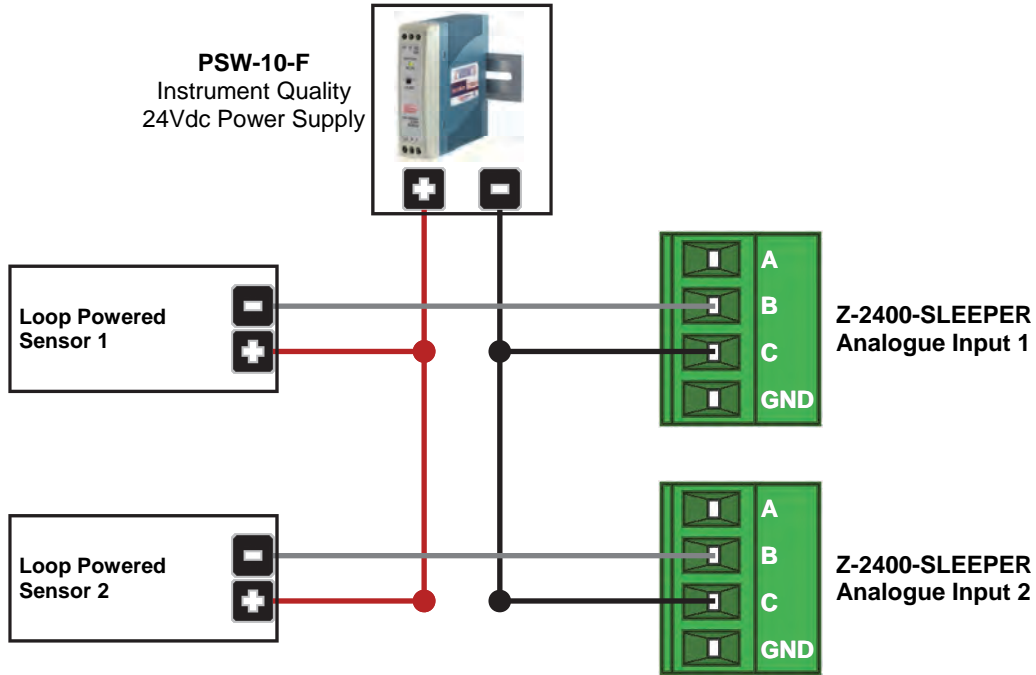 PSW-10-F
Instrument Quality
24Vdc Power Supply
Loop Powered
Sensor 1
A
B
C
GND
Z-2400-SLEEPER
Analogue Input 1
Loop Powered
Sensor 2
A
B
C
GND
Z-2400-SLEEPER
Analogue Input 2